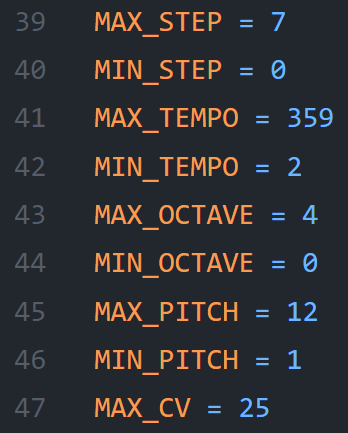 39 MAX_STEP = 7
40 MIN_STEP = 0
41 MAX_TEMPO = 359
42 MIN_TEMPO = 2
43 MAX_OCTAVE = 4
44 MIN_OCTAVE = 0
45 MAX_PITCH = 12
46 MIN_PITCH = 1
47 MAX_CV = 25